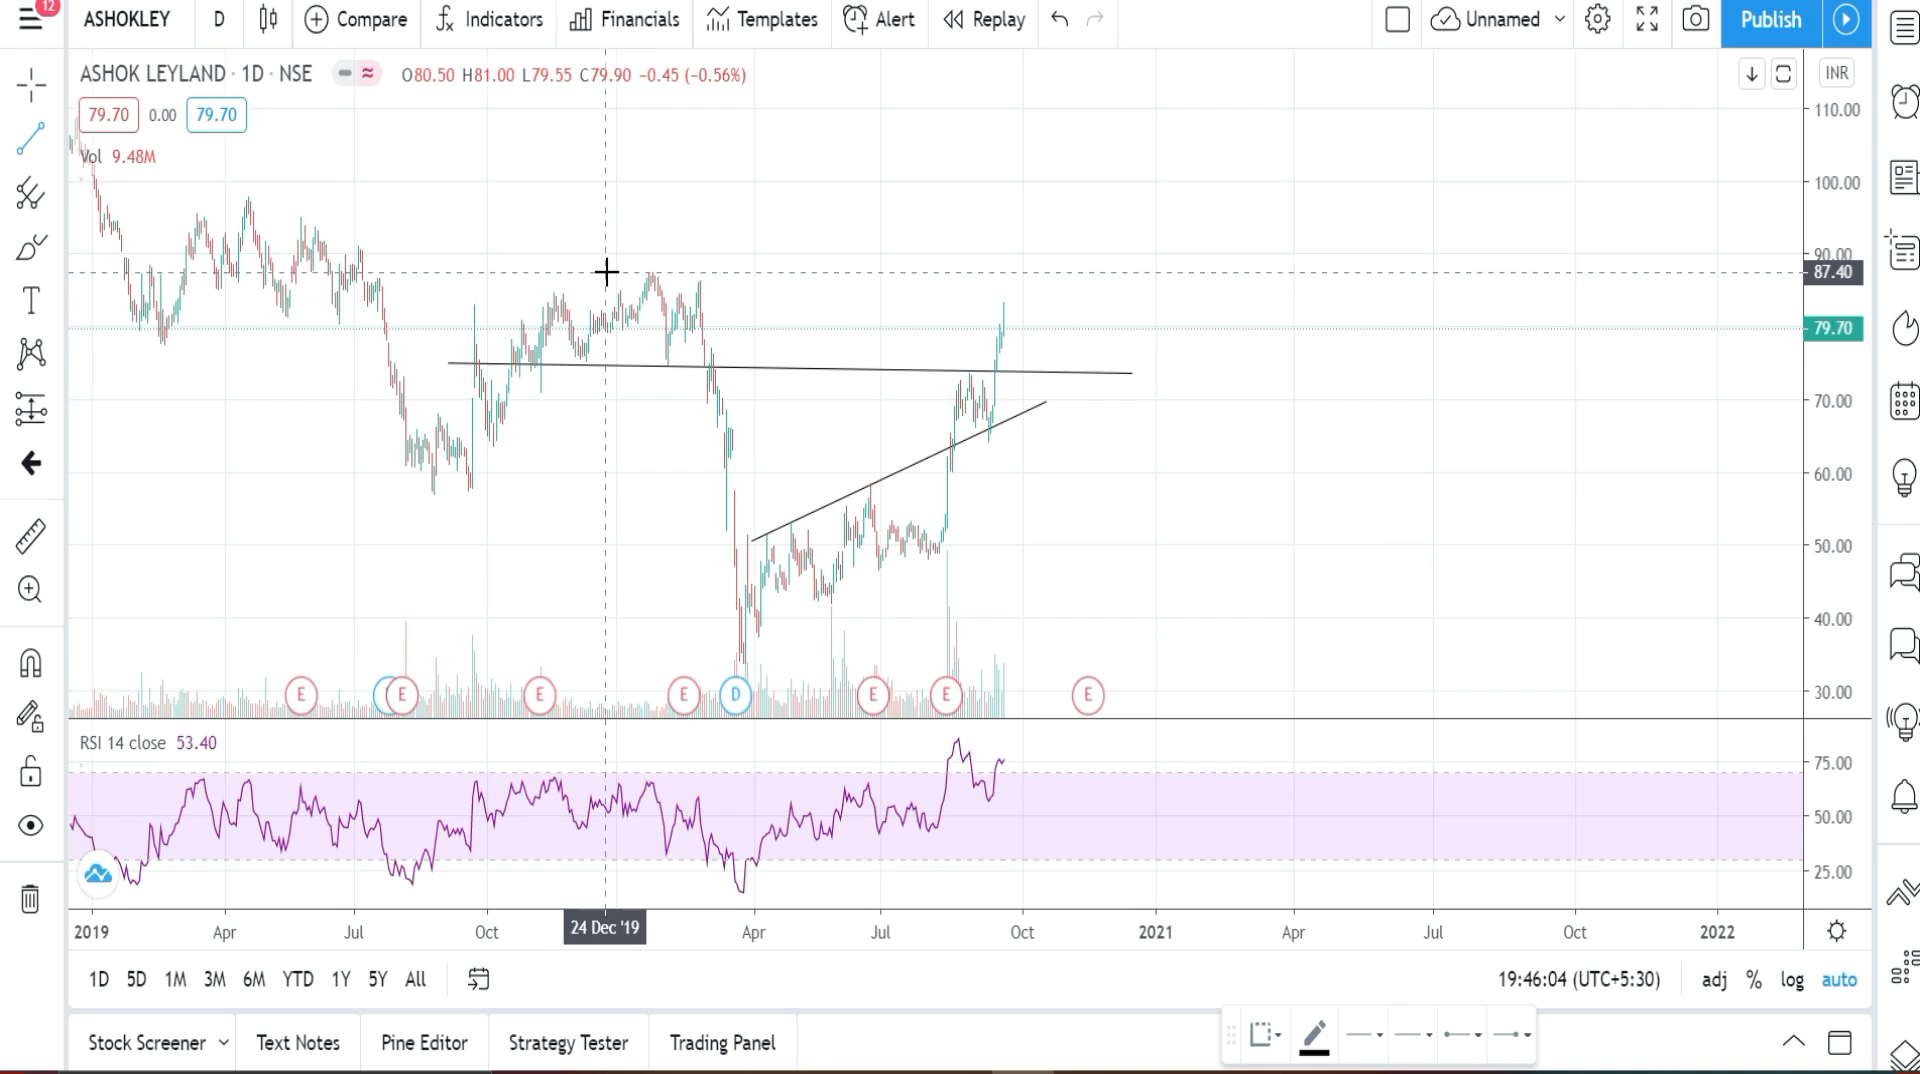 12
ASHOKLEY D Compare Indicators Financials Templates Alert Replay Unnamed Publish
ASHOK LEYLAND · 1D · NSE O80.50 H81.00 L79.55 C79.90 −0.45 (−0.56%) INR
79.70 0.00 79.70
Vol 9.48M
110.00
100.00
90.00
87.40
79.70
70.00
60.00
50.00
40.00
30.00
E E E E D E E E
RSI 14 close 53.40
75.00
50.00
25.00
2019 Apr Jul Oct 24 Dec '19 Apr Jul Oct 2021 Apr Jul Oct 2022
1D 5D 1M 3M 6M YTD 1Y 5Y All 19:46:04 (UTC+5:30) adj % log auto
Stock Screener Text Notes Pine Editor Strategy Tester Trading Panel